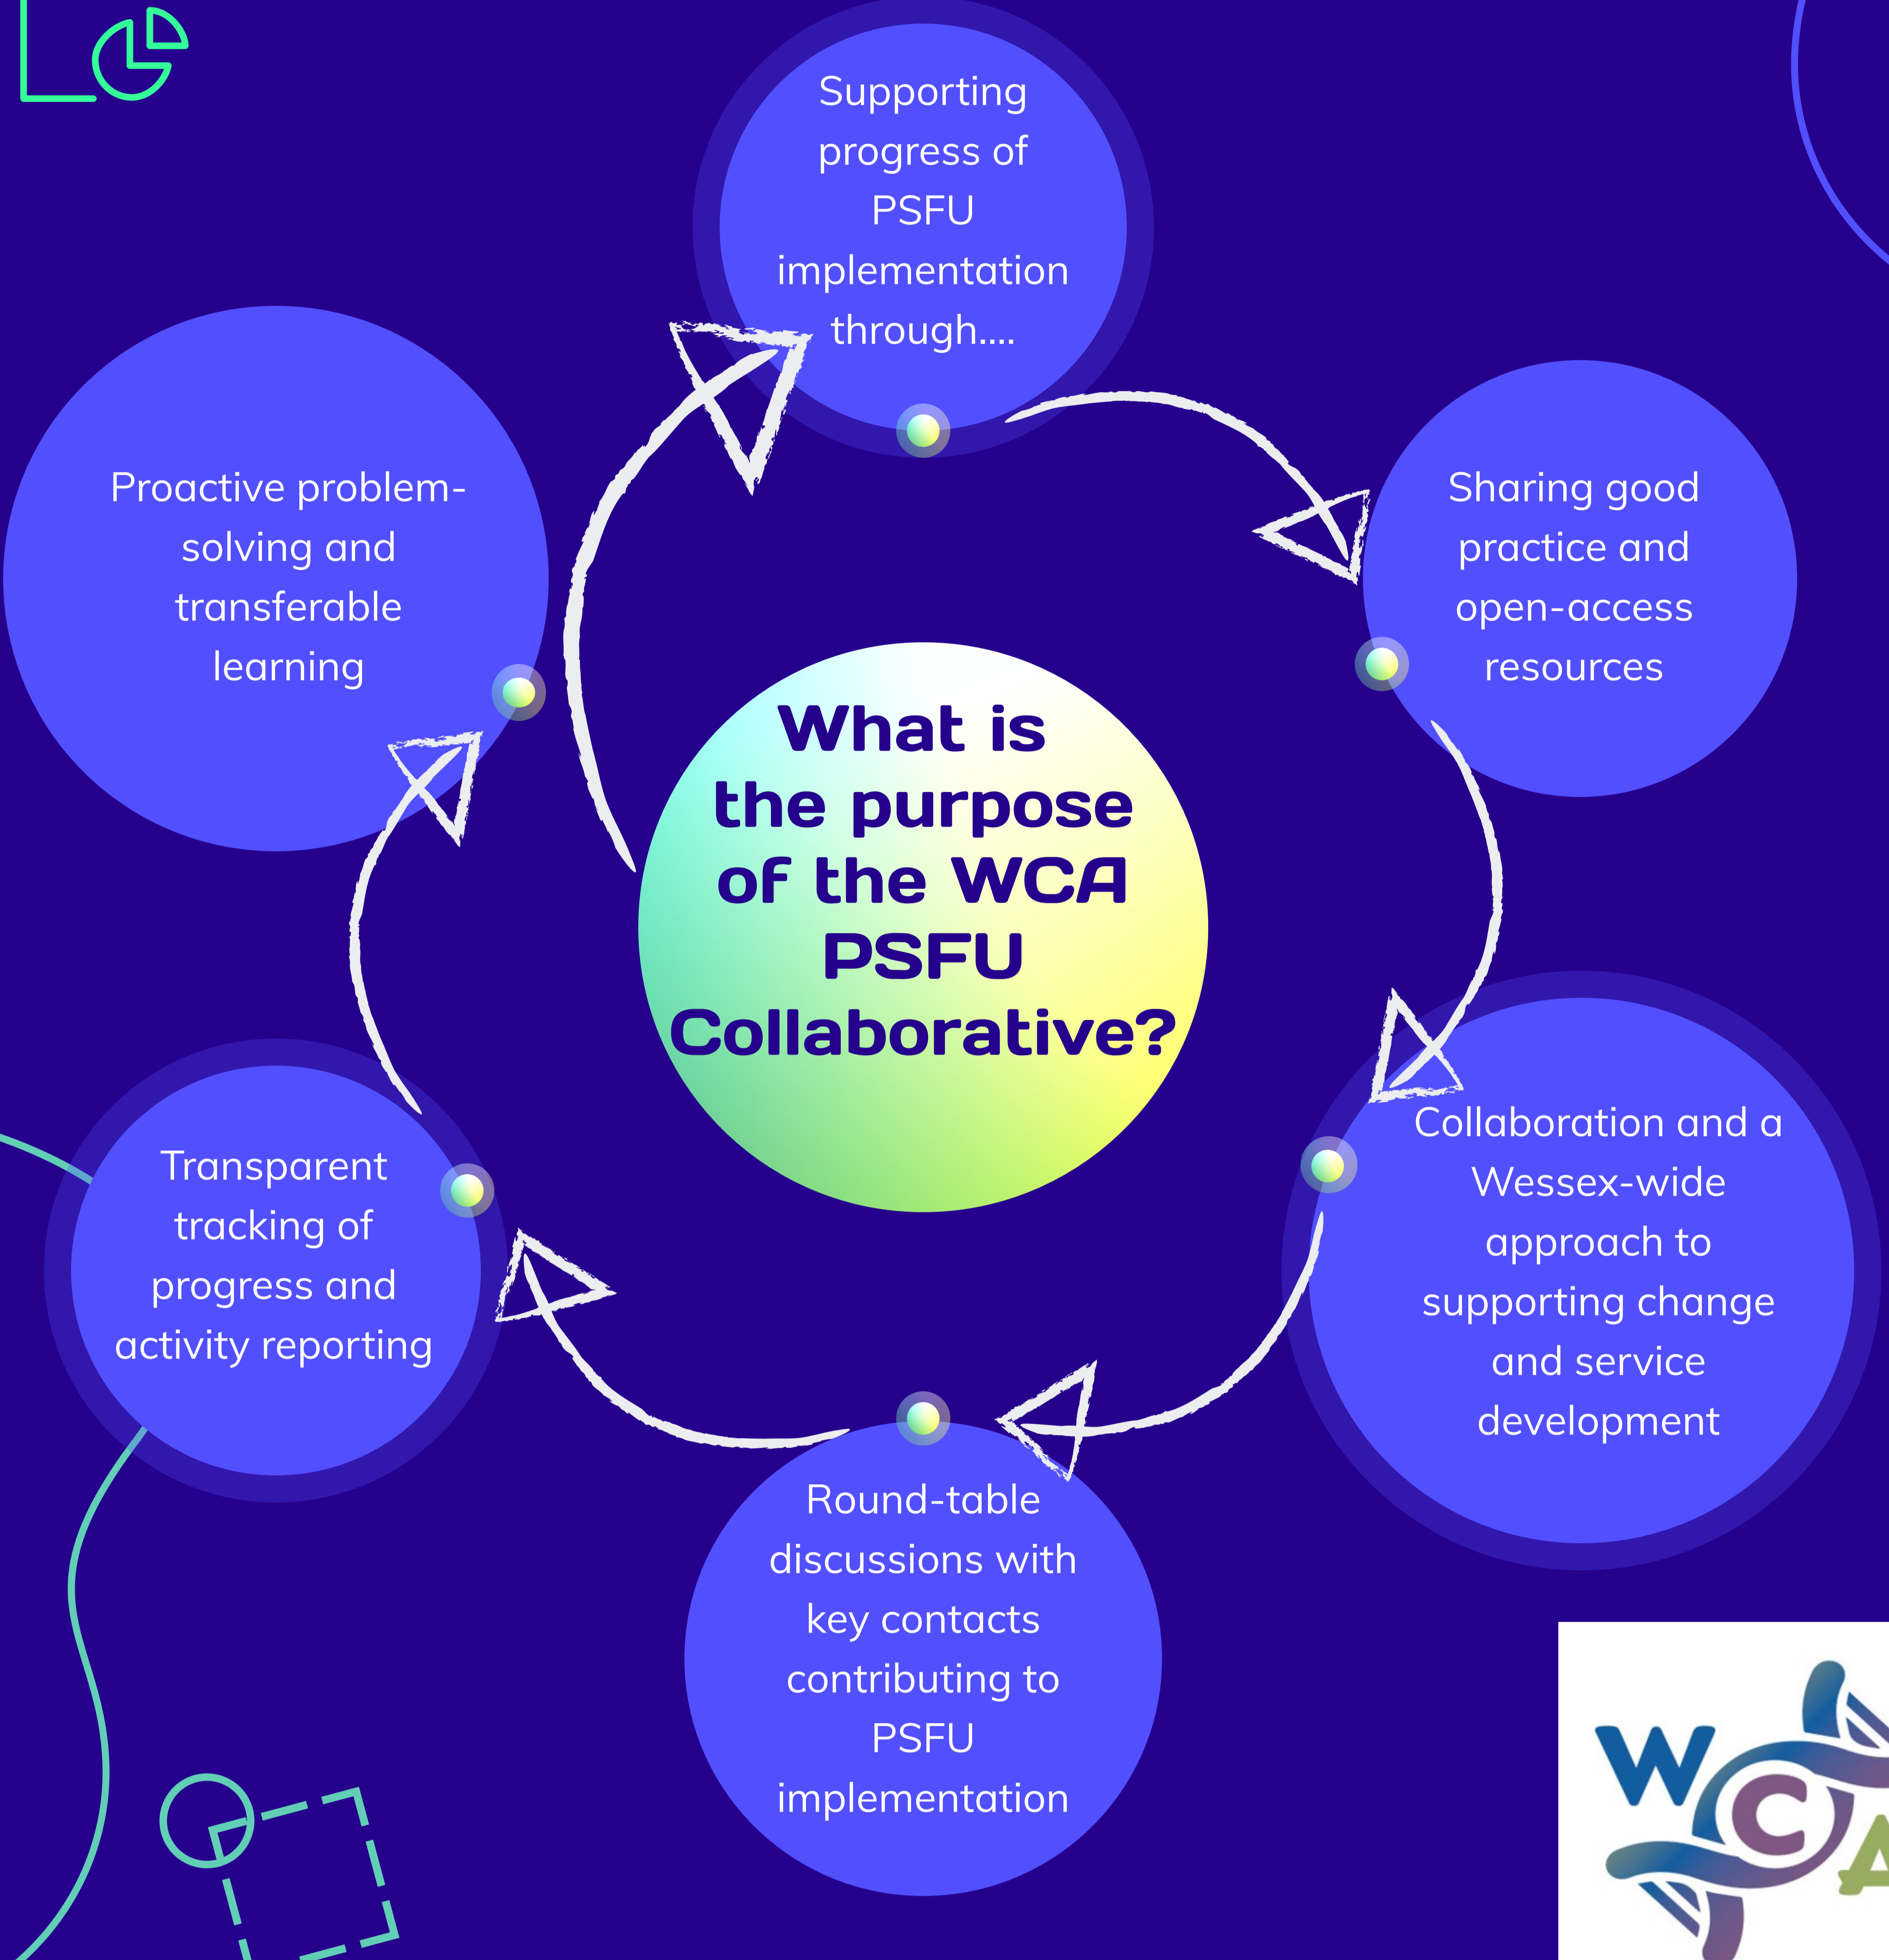 What is
the purpose
of the WCA
PSFU
Collaborative?
Supporting
progress of
PSFU
implementation
through....
Sharing good
practice and
open-access
resources
Collaboration and a
Wessex-wide
approach to
supporting change
and service
development
Round-table
discussions with
key contacts
contributing to
PSFU
implementation
Transparent
tracking of
progress and
activity reporting
Proactive problem-
solving and
transferable
learning
WCA